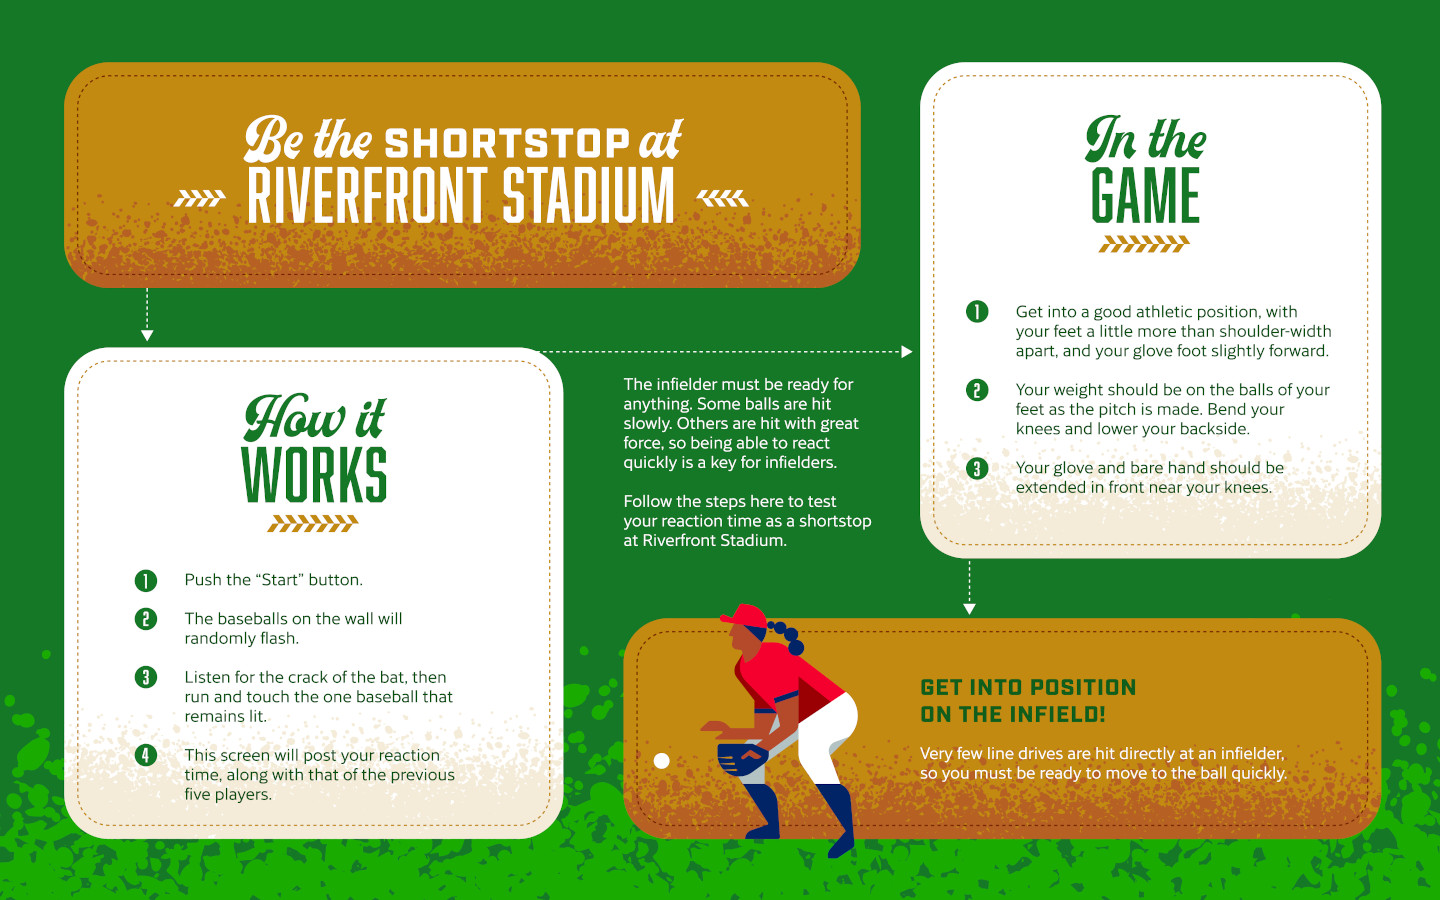 Be the SHORTSTOP at
RIVERFRONT STADIUM
How it
WORKS
1 Push the “Start” button.
2 The baseballs on the wall will
randomly flash.
3 Listen for the crack of the bat, then
run and touch the one baseball that
remains lit.
4 This screen will post your reaction
time, along with that of the previous
five players.
The infielder must be ready for
anything. Some balls are hit
slowly. Others are hit with great
force, so being able to react
quickly is a key for infielders.
Follow the steps here to test
your reaction time as a shortstop
at Riverfront Stadium.
In the
GAME
1 Get into a good athletic position, with
your feet a little more than shoulder-width
apart, and your glove foot slightly forward.
2 Your weight should be on the balls of your
feet as the pitch is made. Bend your
knees and lower your backside.
3 Your glove and bare hand should be
extended in front near your knees.
GET INTO POSITION
ON THE INFIELD!
Very few line drives are hit directly at an infielder,
so you must be ready to move to the ball quickly.